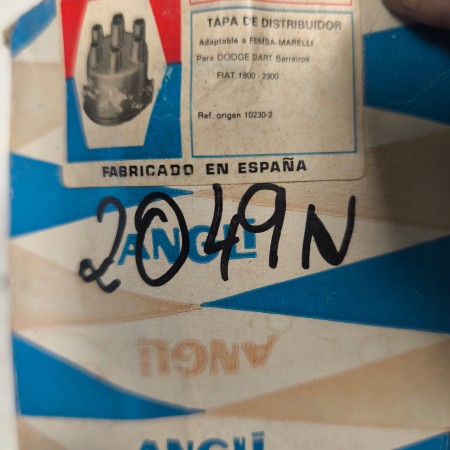 TAPA DE DISTRIBUIDOR
Adaptable a FEMSA-MARELLI
Para DODGE DART Barreiros
FIAT 1800 - 2300
Ref. origen 10230-2
FABRICADO EN ESPAÑA
2049N
ANGLI
ANGLI
ANGLI